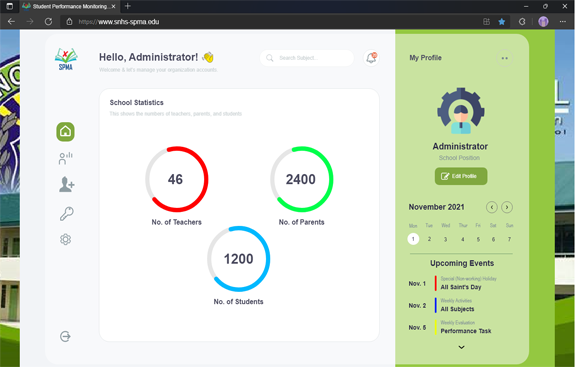 Student Performance Monitoring...
https://www.snhs-spma.edu
SPMA
Hello, Administrator!
Welcome & let's manage your organization accounts
Search Subject...
School Statistics
This shows the numbers of teachers, parents, and students
46
No. of Teachers
2400
No. of Parents
1200
No. of Students
My Profile
Administrator
School Position
Edit Profile
November 2021
Mon Tue Wed Thur Fri Sat Sun
1 2 3 4 5 6 7
Upcoming Events
Nov. 1
Special (Non-working) Holiday
All Saint's Day
Nov. 2
Weekly Activities
All Subjects
Nov. 5
Weekly Evaluation
Performance Task